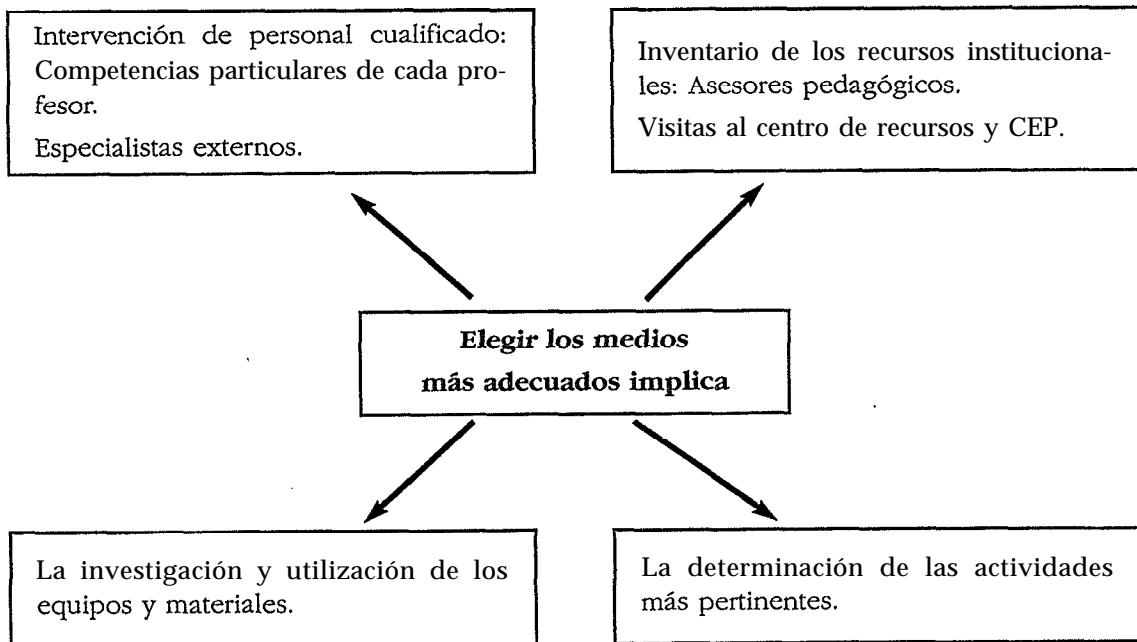 Intervención de personal cualificado:
Competencias particulares de cada pro-
fesor.
Especialistas externos.
Inventario de los recursos instituciona-
les: Asesores pedagógicos.
Visitas al centro de recursos y CEP.
Elegir los medios
más adecuados implica
La investigación y utilización de los
equipos y materiales.
La determinación de las actividades
más pertinentes.